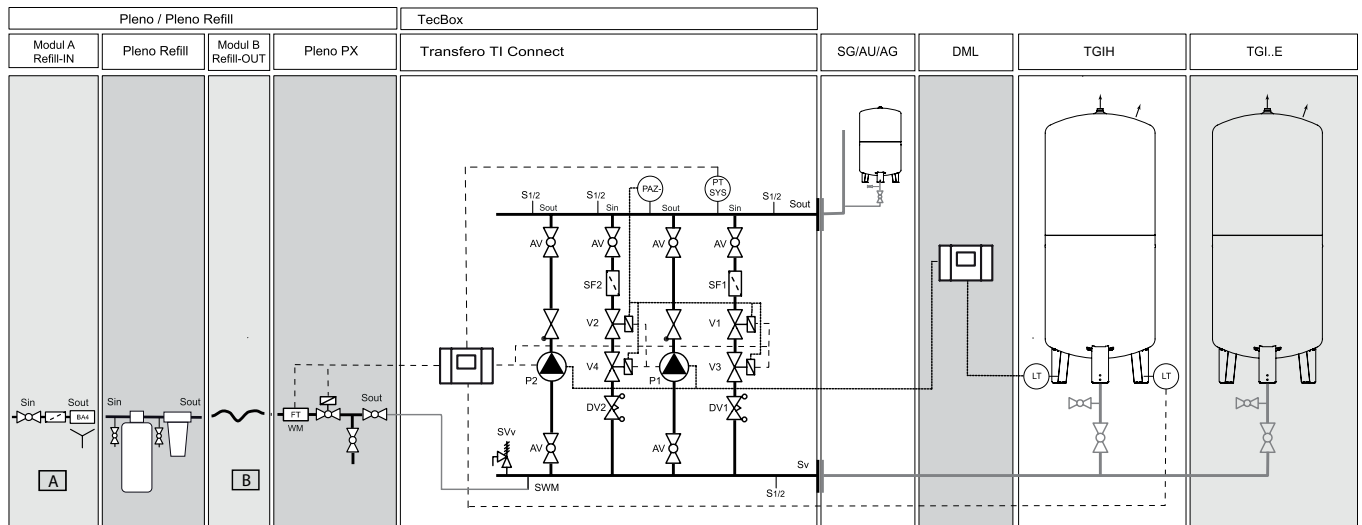 Pleno / Pleno Refill
TecBox
Modul A
Refill-IN
Pleno Refill
Modul B
Refill-OUT
Pleno PX
Transfero TI Connect
SG/AU/AG
DML
TGIH
TGI..E
PAZ-
PT
SYS
S1/2
Sout
S1/2
Sin
Sout
Sin
S1/2
Sout
AV
AV
AV
AV
SF2
SF1
V2
V1
V4
V3
P2
P1
LT
LT
Sin
Sout
BA4
Sin
Sout
FT
WM
Sout
DV2
DV1
SVv
AV
AV
Sv
A
B
SWM
S1/2